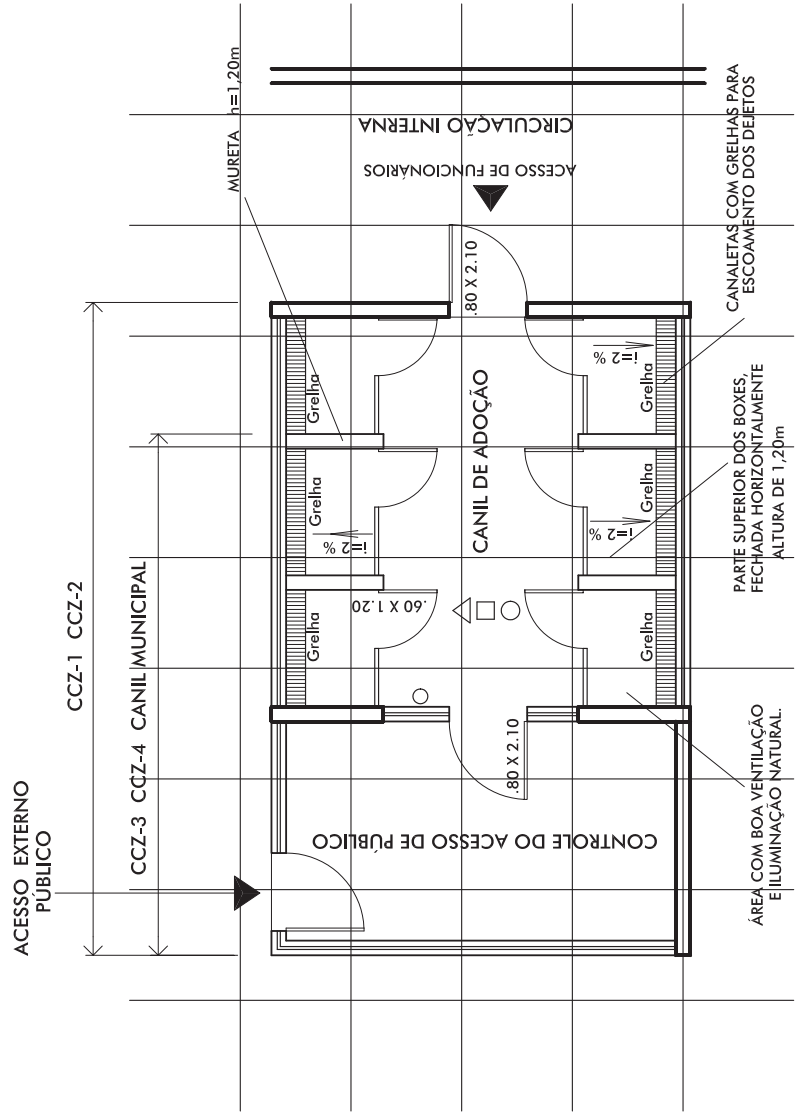 ACESSO EXTERNO
PÚBLICO
CCZ-1 CCZ-2
CCZ-3 CCZ-4 CANIL MUNICIPAL
MURETA h=1,20m
CIRCULAÇÃO INTERNA
ACESSO DE FUNCIONÁRIOS
.80 X 2.10
Grelha
Grelha
Grelha
i=2 %
.60 X 1.20
CANIL DE ADOÇÃO
i=2 %
i=2 %
Grelha
Grelha
Grelha
.80 X 2.10
CONTROLE DO ACESSO DE PÚBLICO
ÁREA COM BOA VENTILAÇÃO
E ILUMINAÇÃO NATURAL.
PARTE SUPERIOR DOS BOXES,
FECHADA HORIZONTALMENTE
ALTURA DE 1,20m
CANALETAS COM GRELHAS PARA
ESCOAMENTO DOS DEJETOS